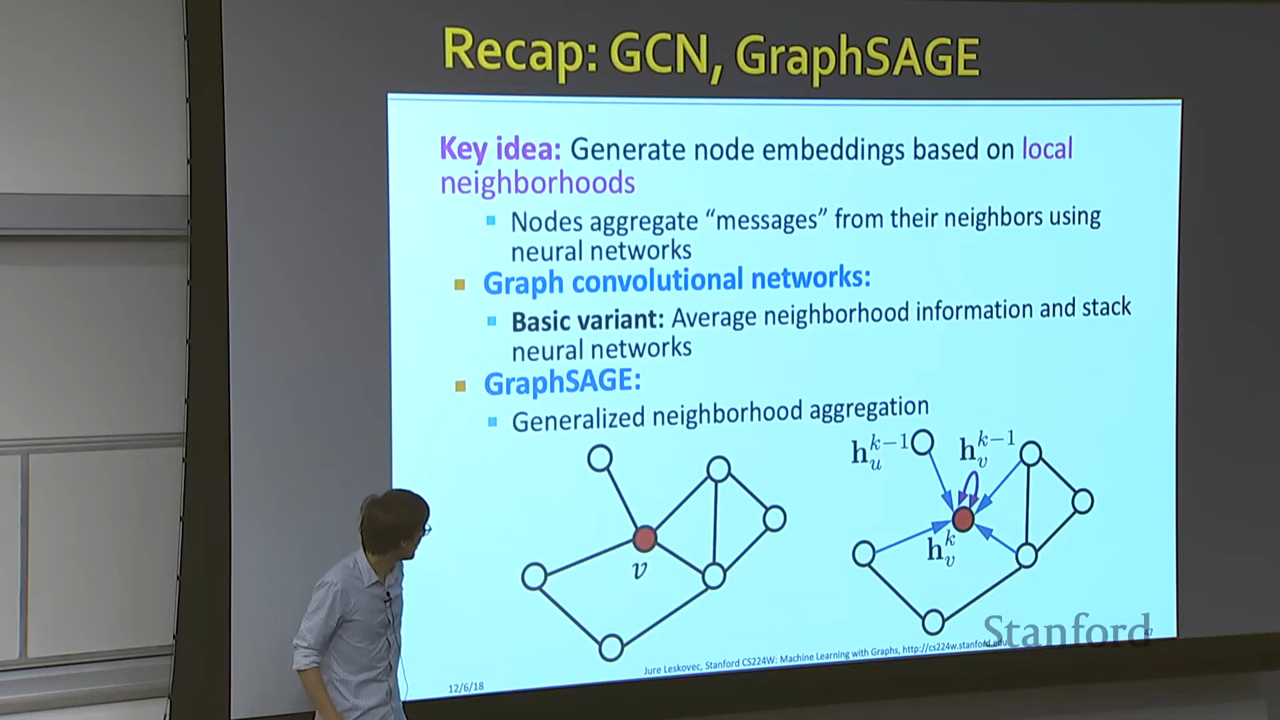 Recap: GCN, GraphSAGE
Key idea: Generate node embeddings based on local
neighborhoods
Nodes aggregate “messages” from their neighbors using
neural networks
Graph convolutional networks:
Basic variant: Average neighborhood information and stack
neural networks
GraphSAGE:
Generalized neighborhood aggregation
v
h_u^{k-1}
h_v^{k-1}
h_v^k
Stanford
Jure Leskovec, Stanford CS224W: Machine Learning with Graphs, http://cs224w.stanford.edu
12/6/18